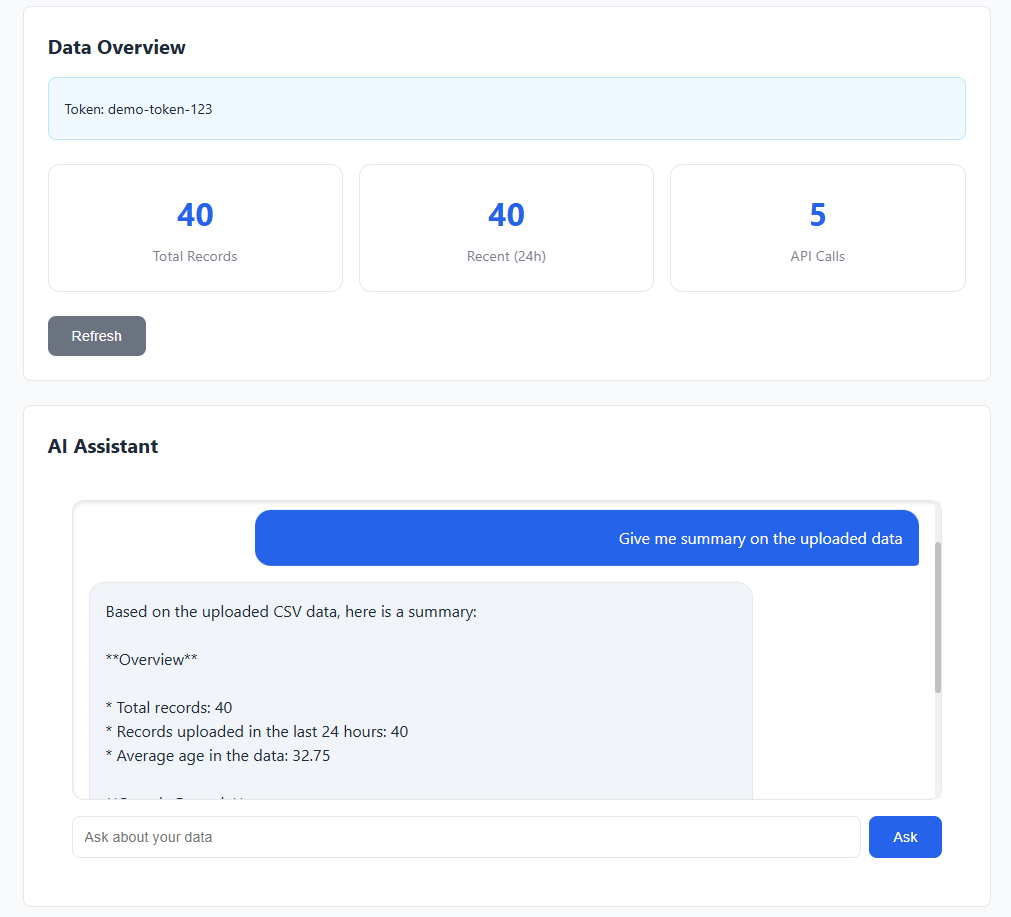 Data Overview
Token: demo-token-123
40
Total Records
40
Recent (24h)
5
API Calls
Refresh
AI Assistant
Give me summary on the uploaded data
Based on the uploaded CSV data, here is a summary:
**Overview**
* Total records: 40
* Records uploaded in the last 24 hours: 40
* Average age in the data: 32.75
Ask about your data
Ask